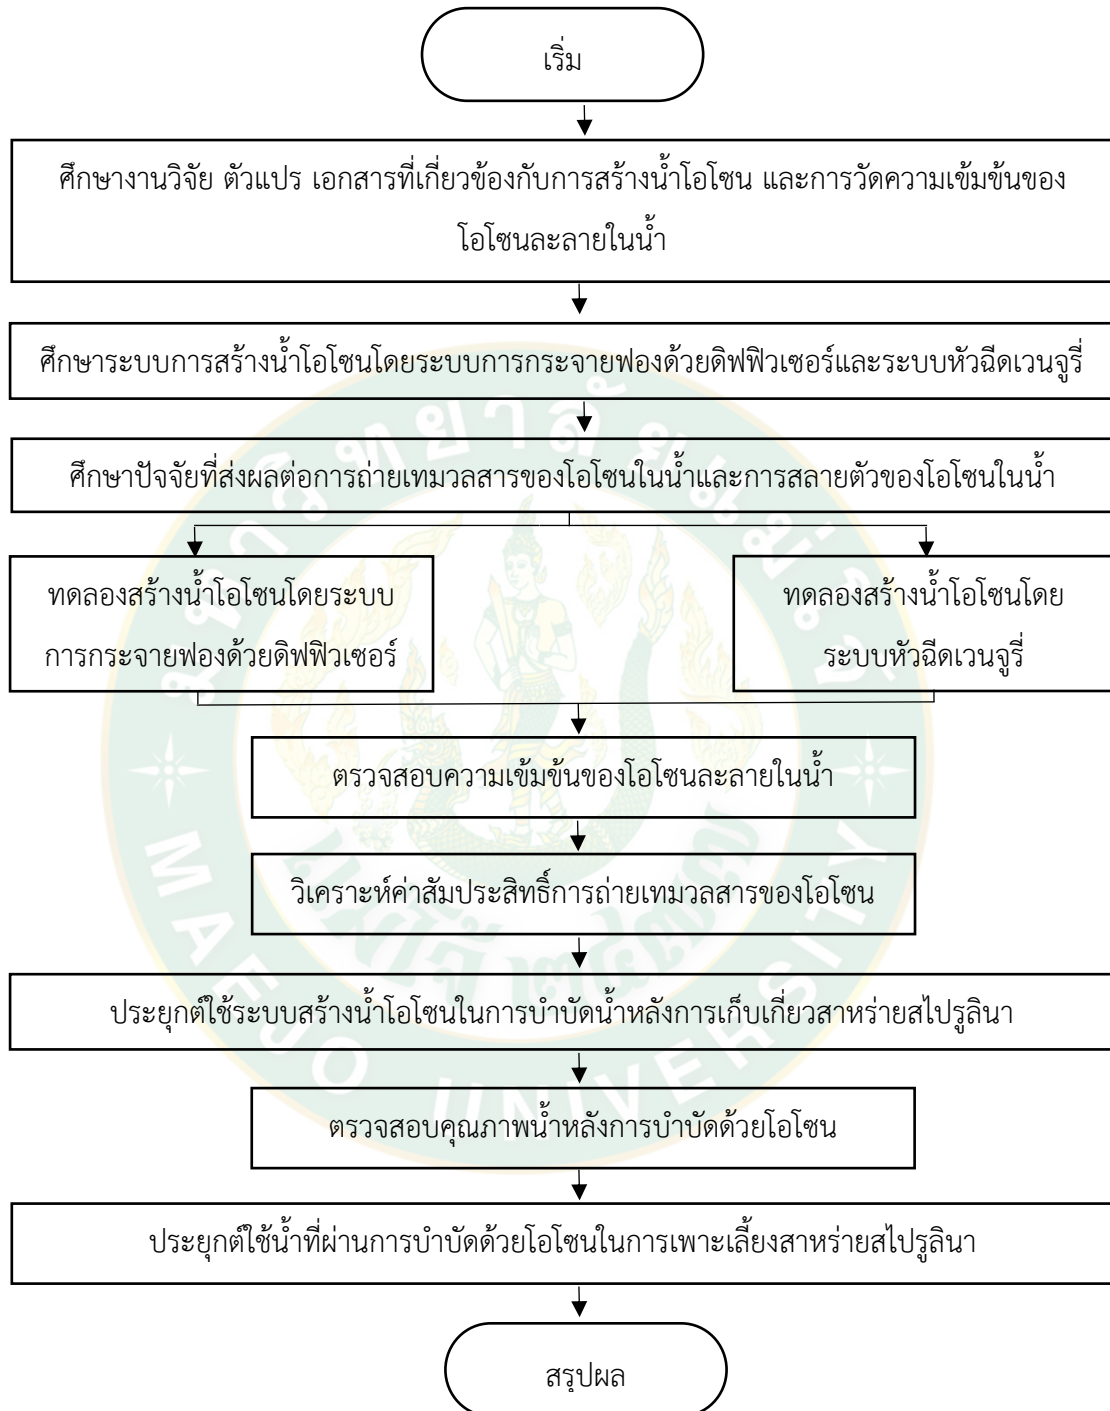 เริ่ม
ศึกษางานวิจัย ตัวแปร เอกสารที่เกี่ยวข้องกับการสร้างน้ำโอโซน และการวัดความเข้มข้นของ
โอโซนละลายในน้ำ
ศึกษาระบบการสร้างน้ำโอโซนโดยระบบการกระจายฟองด้วยดิฟฟิวเซอร์และระบบหัวฉีดเวนจูรี่
ศึกษาปัจจัยที่ส่งผลต่อการถ่ายเทมวลสารของโอโซนในน้ำและการสลายตัวของโอโซนในน้ำ
ทดลองสร้างน้ำโอโซนโดยระบบ
การกระจายฟองด้วยดิฟฟิวเซอร์
ทดลองสร้างน้ำโอโซนโดย
ระบบหัวฉีดเวนจูรี่
ตรวจสอบความเข้มข้นของโอโซนละลายในน้ำ
วิเคราะห์ค่าสัมประสิทธิ์การถ่ายเทมวลสารของโอโซน
ประยุกต์ใช้ระบบสร้างน้ำโอโซนในการบำบัดน้ำหลังการเก็บเกี่ยวสาหร่ายสไปรูลินา
ตรวจสอบคุณภาพน้ำหลังการบำบัดด้วยโอโซน
ประยุกต์ใช้น้ำที่ผ่านการบำบัดด้วยโอโซนในการเพาะเลี้ยงสาหร่ายสไปรูลินา
สรุปผล
มหาวิทยาลัยแม่โจ้
แม่โจ้ ๒๔๗๗
MAEJO UNIVERSITY